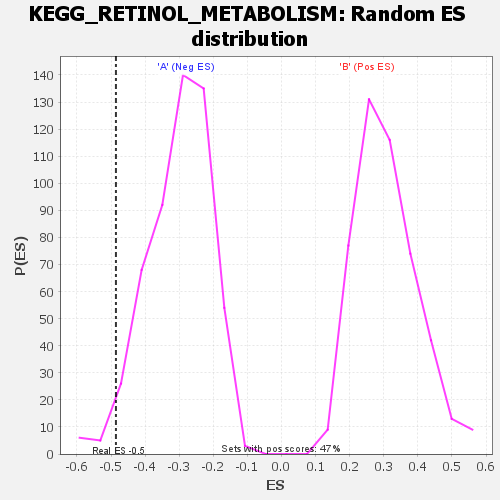 KEGG_RETINOL_METABOLISM: Random ES
distribution
'A' (Neg ES)
'B' (Pos ES)
140
130
120
110
100
90
80
70
60
50
40
30
20
10
0
P(ES)
Real ES -0.5
Sets with pos scores: 47%
-0.6 -0.5 -0.4 -0.3 -0.2 -0.1 0.0 0.1 0.2 0.3 0.4 0.5 0.6
ES